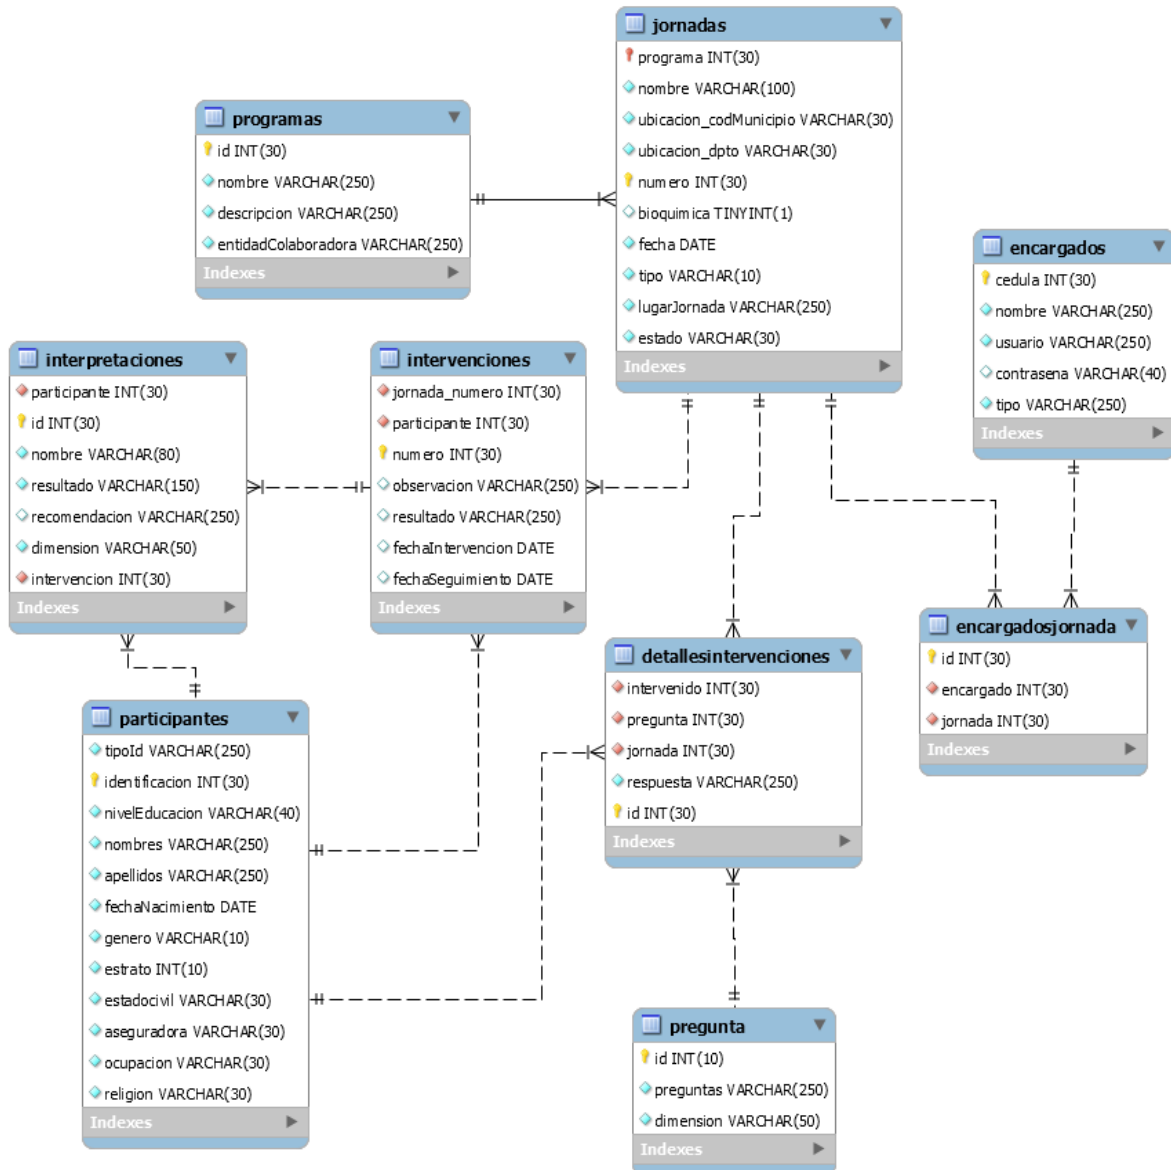 jornadas
programa INT(30)
nombre VARCHAR(100)
ubicacion_codMunicipio VARCHAR(30)
ubicacion_dpto VARCHAR(30)
numero INT(30)
bioquimica TINYINT(1)
fecha DATE
tipo VARCHAR(10)
lugarJornada VARCHAR(250)
estado VARCHAR(30)
Indexes
programas
id INT(30)
nombre VARCHAR(250)
descripcion VARCHAR(250)
entidadColaboradora VARCHAR(250)
Indexes
encargados
cedula INT(30)
nombre VARCHAR(250)
usuario VARCHAR(250)
contrasena VARCHAR(40)
tipo VARCHAR(250)
Indexes
interpretaciones
participante INT(30)
id INT(30)
nombre VARCHAR(80)
resultado VARCHAR(150)
recomendacion VARCHAR(250)
dimension VARCHAR(50)
intervencion INT(30)
Indexes
intervenciones
jornada_numero INT(30)
participante INT(30)
numero INT(30)
observacion VARCHAR(250)
resultado VARCHAR(250)
fechaIntervencion DATE
fechaSeguimiento DATE
Indexes
encargadosjornada
id INT(30)
encargado INT(30)
jornada INT(30)
Indexes
detallesintervenciones
intervenido INT(30)
pregunta INT(30)
jornada INT(30)
respuesta VARCHAR(250)
id INT(30)
Indexes
participantes
tipoId VARCHAR(250)
identificacion INT(30)
nivelEducacion VARCHAR(40)
nombres VARCHAR(250)
apellidos VARCHAR(250)
fechaNacimiento DATE
genero VARCHAR(10)
estrato INT(10)
estadocivil VARCHAR(30)
aseguradora VARCHAR(30)
ocupacion VARCHAR(30)
religion VARCHAR(30)
Indexes
pregunta
id INT(10)
preguntas VARCHAR(250)
dimension VARCHAR(50)
Indexes